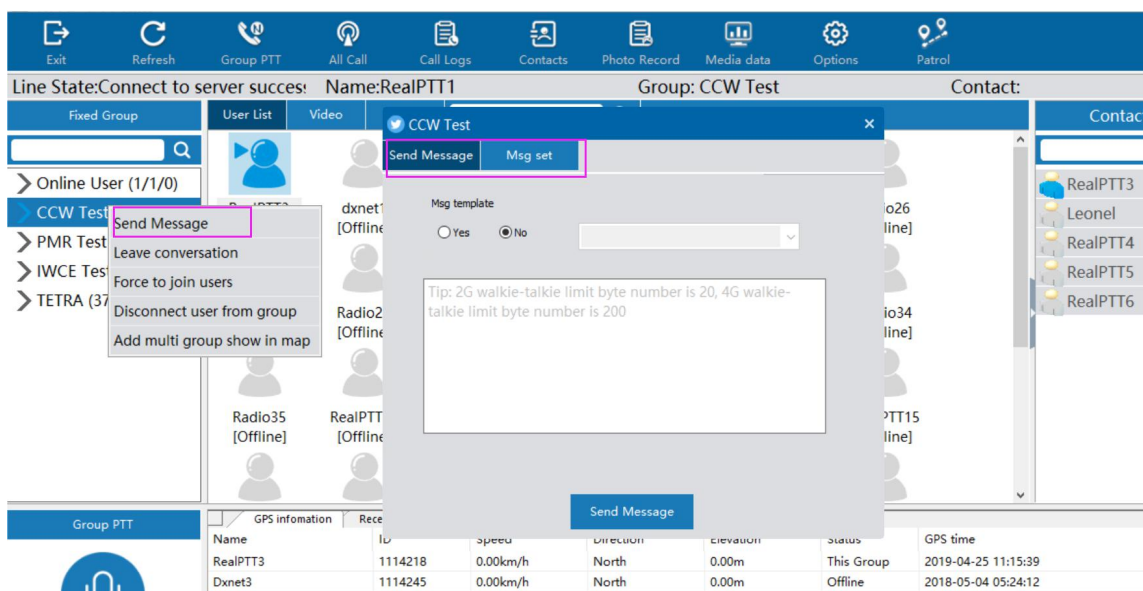 Exit Refresh Group PTT All Call Call Logs Contacts Photo Record Media data Options Patrol
Line State:Connect to server success Name:RealPTT1 Group: CCW Test Contact:
Fixed Group User List Video Contac
CCW Test
Send Message Msg set
Online User (1/1/0)
CCW Test
PMR Test
IWCE Tes
TETRA (37
Send Message
Leave conversation
Force to join users
Disconnect user from group
Add multi group show in map
Msg template
Yes No
Tip: 2G walkie-talkie limit byte number is 20, 4G walkie-
talkie limit byte number is 200
Send Message
dxnet1
[Offline
io26
line]
Radio2
[Offline
io34
line]
Radio35 RealPTT PTT15
[Offline] [Offline line]
RealPTT3
Leonel
RealPTT4
RealPTT5
RealPTT6
Group PTT
GPS infomation Rece
Name ID Speed Direction Elevation Status GPS time
RealPTT3 1114218 0.00km/h North 0.00m This Group 2019-04-25 11:15:39
Dxnet3 1114245 0.00km/h North 0.00m Offline 2018-05-04 05:24:12